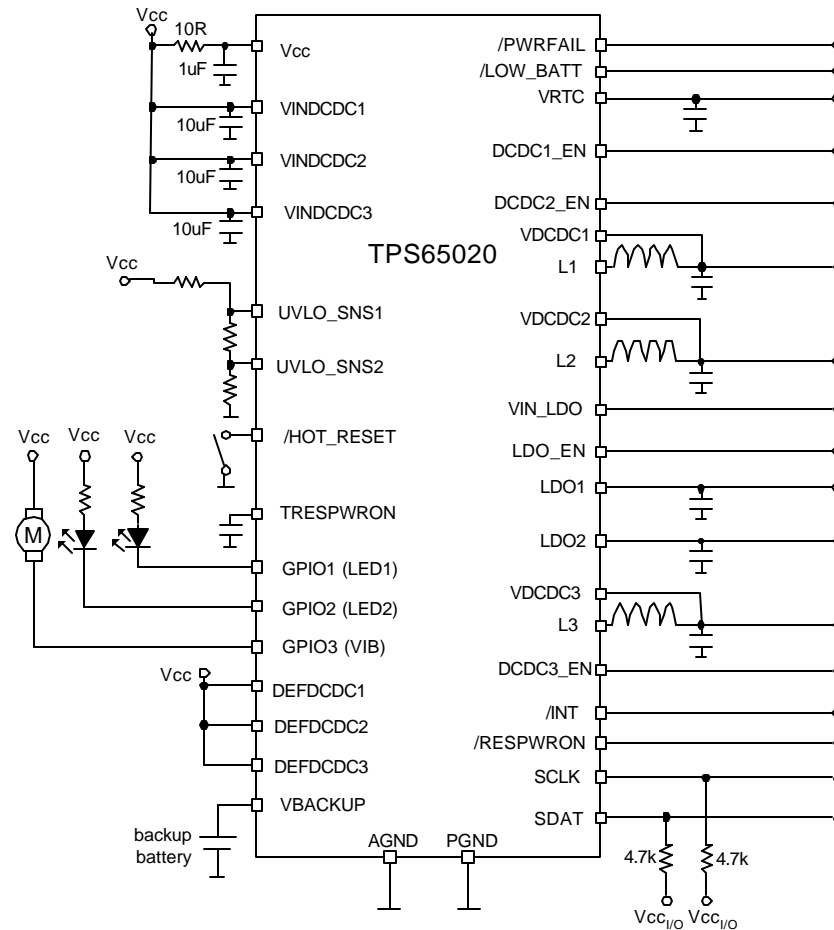 Vcc
10R
Vcc
1uF
VINDCDC1
10uF
VINDCDC2
10uF
VINDCDC3
10uF
Vcc
UVLO_SNS1
UVLO_SNS2
/HOT_RESET
Vcc
Vcc
Vcc
M
TRESPWRON
GPIO1 (LED1)
GPIO2 (LED2)
GPIO3 (VIB)
Vcc
DEFDCDC1
DEFDCDC2
DEFDCDC3
VBACKUP
backup
battery
TPS65020
AGND
PGND
/PWRFAIL
/LOW_BATT
VRTC
DCDC1_EN
DCDC2_EN
VDCDC1
L1
VDCDC2
L2
VIN_LDO
LDO_EN
LDO1
LDO2
VDCDC3
L3
DCDC3_EN
/INT
/RESPWRON
SCLK
SDAT
4.7k
4.7k
VccI/O
VccI/O